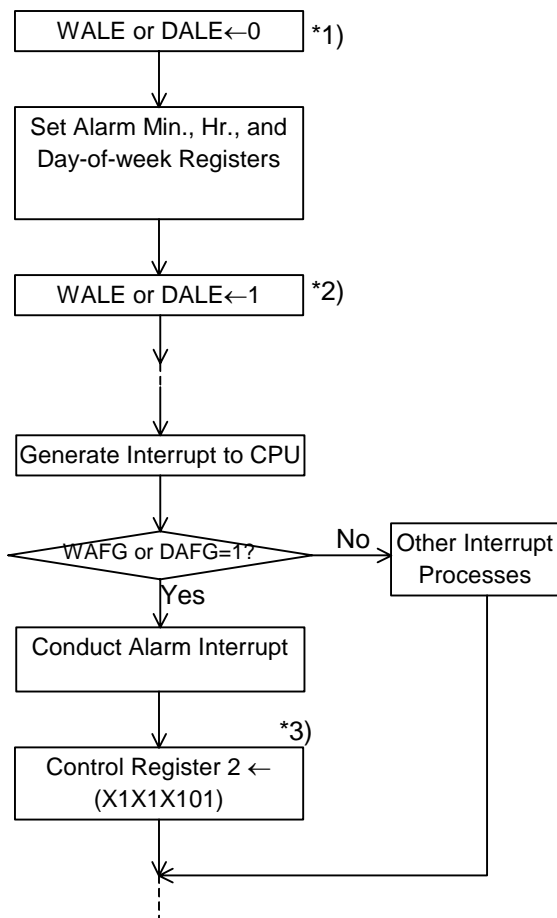 WALE or DALE←0
*1)
Set Alarm Min., Hr., and
Day-of-week Registers
WALE or DALE←1
*2)
Generate Interrupt to CPU
WAFG or DAFG=1?
No
Other Interrupt
Processes
Yes
Conduct Alarm Interrupt
*3)
Control Register 2 ←
(X1X1X101)